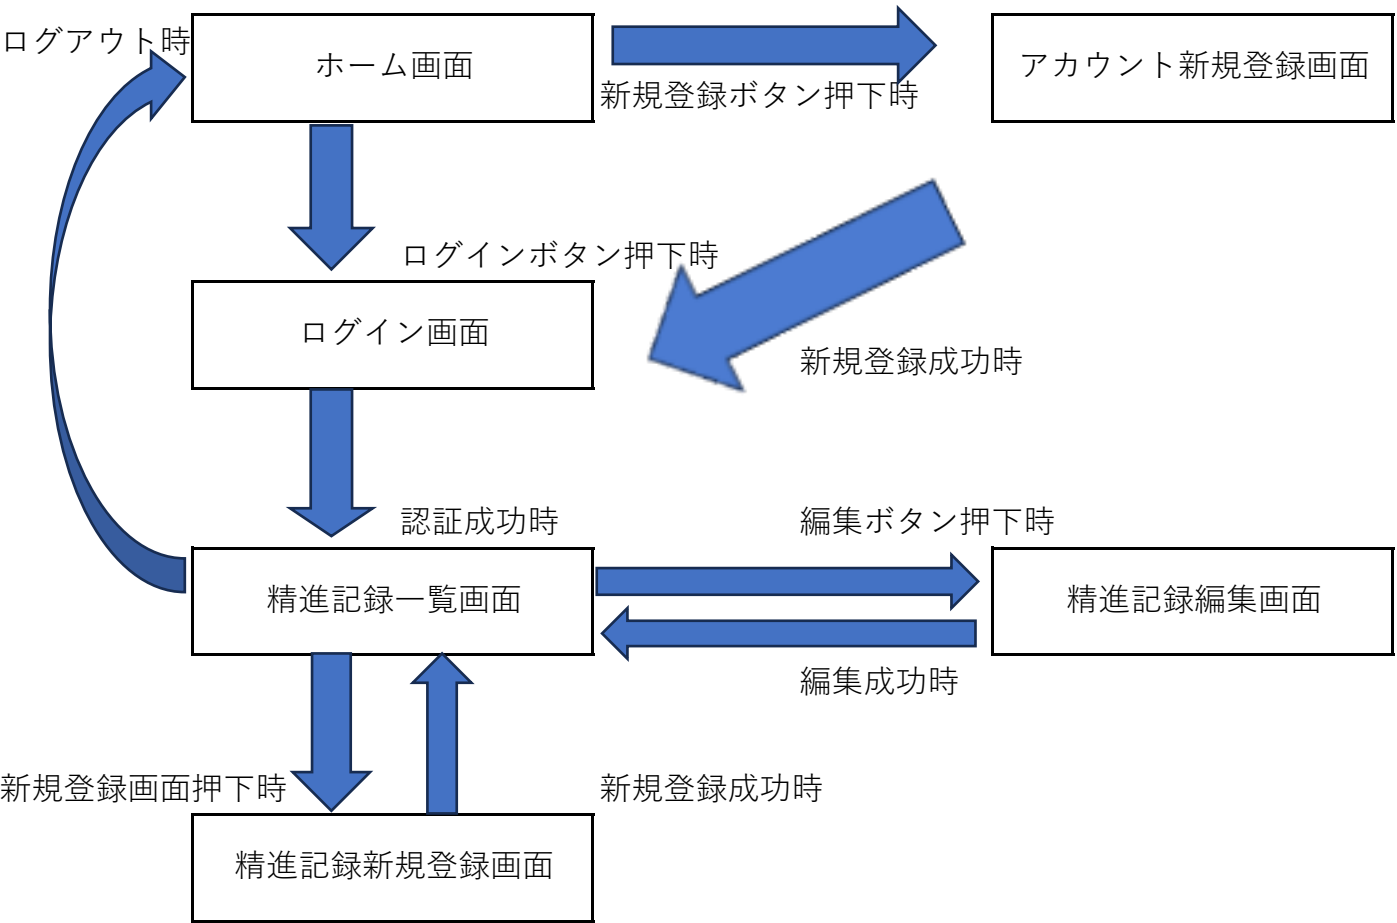 ログアウト時
ホーム画面
アカウント新規登録画面
新規登録ボタン押下時
ログインボタン押下時
ログイン画面
新規登録成功時
認証成功時
編集ボタン押下時
精進記録一覧画面
精進記録編集画面
編集成功時
新規登録画面押下時
新規登録成功時
精進記録新規登録画面